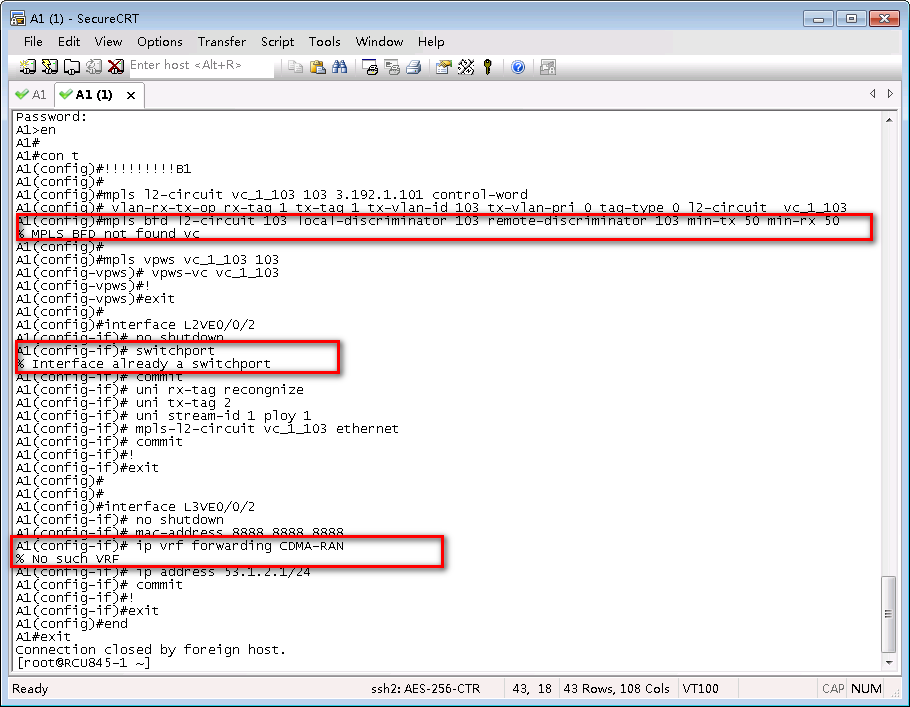 A1 (1) - SecureCRT
File Edit View Options Transfer Script Tools Window Help
Enter host <Alt+R>
A1 A1 (1)
Password:
A1>en
A1#
A1#con t
A1(config)#!!!!!!!!!B1
A1(config)#
A1(config)#mpls l2-circuit vc_1_103 103 3.192.1.101 control-word
A1(config)# vlan-rx-tx-op rx-tag 1 tx-tag 1 tx-vlan-id 103 tx-vlan-pri 0 tag-type 0 l2-circuit  vc_1_103
A1(config)#mpls bfd l2-circuit 103 local-discriminator 103 remote-discriminator 103 min-tx 50 min-rx 50
% MPLS BFD not found vc
A1(config)#
A1(config)#mpls vpws vc_1_103 103
A1(config-vpws)# vpws-vc vc_1_103
A1(config-vpws)#!
A1(config-vpws)#exit
A1(config)#
A1(config)#interface L2VE0/0/2
A1(config-if)# no shutdown
A1(config-if)# switchport
% Interface already a switchport
A1(config-if)# commit
A1(config-if)# uni rx-tag recongnize
A1(config-if)# uni tx-tag 2
A1(config-if)# uni stream-id 1 ploy 1
A1(config-if)# mpls-l2-circuit vc_1_103 ethernet
A1(config-if)# commit
A1(config-if)#!
A1(config-if)#exit
A1(config)#
A1(config)#
A1(config)#interface L3VE0/0/2
A1(config-if)# no shutdown
A1(config-if)# mac-address 8888.8888.8888
A1(config-if)# ip vrf forwarding CDMA-RAN
% No such VRF
A1(config-if)# ip address 53.1.2.1/24
A1(config-if)# commit
A1(config-if)#!
A1(config-if)#exit
A1(config)#end
A1#exit
Connection closed by foreign host.
[root@RCU845-1 ~]
Ready ssh2: AES-256-CTR 43, 18 43 Rows, 108 Cols VT100 CAP NUM